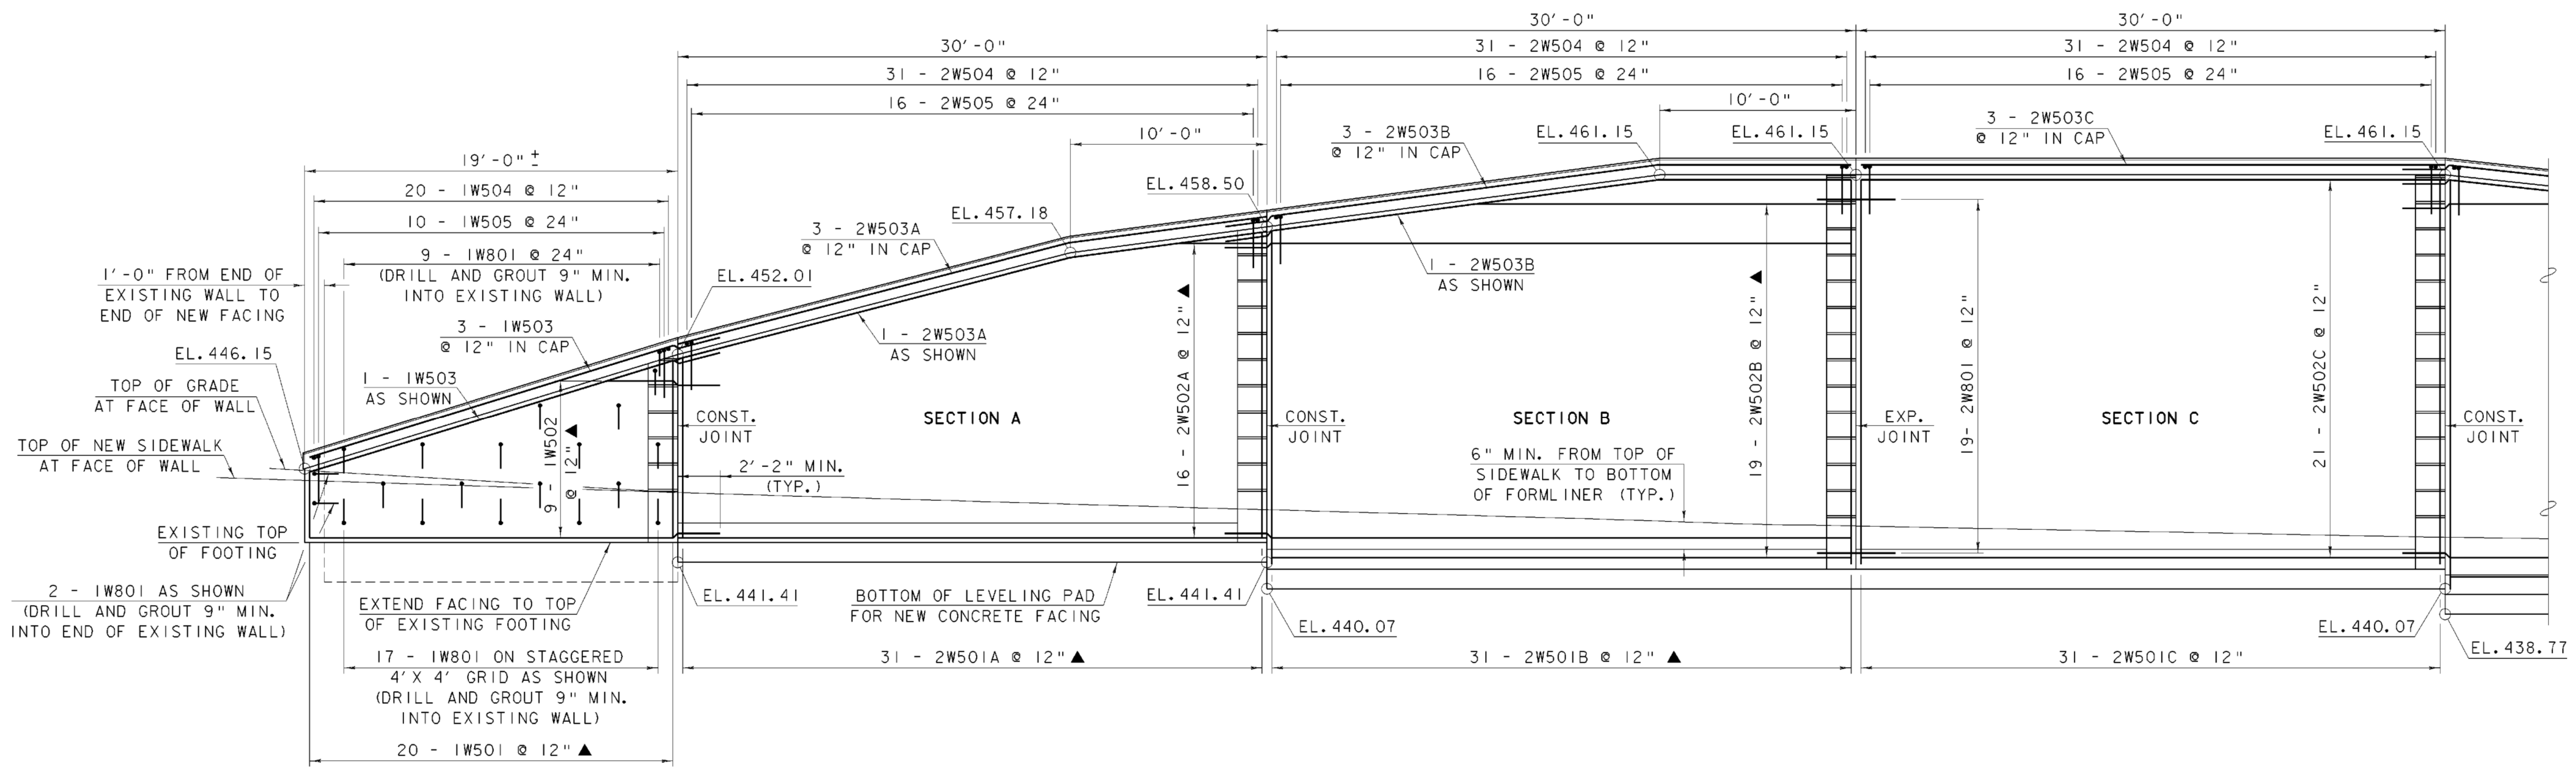 30'-0"
30'-0"
30'-0"
31 - 2W504 @ 12"
31 - 2W504 @ 12"
31 - 2W504 @ 12"
16 - 2W505 @ 24"
16 - 2W505 @ 24"
16 - 2W505 @ 24"
10'-0"
10'-0"
3 - 2W503B
@ 12" IN CAP
EL.461.15
EL.461.15
3 - 2W503C
@ 12" IN CAP
EL.461.15
19'-0" ±
20 - 1W504 @ 12"
10 - 1W505 @ 24"
9 - 1W801 @ 24"
(DRILL AND GROUT 9" MIN.
INTO EXISTING WALL)
EL.458.50
EL.457.18
3 - 2W503A
@ 12" IN CAP
EL.452.01
1'-0" FROM END OF
EXISTING WALL TO
END OF NEW FACING
3 - 1W503
@ 12" IN CAP
EL.446.15
TOP OF GRADE
AT FACE OF WALL
1 - 1W503
AS SHOWN
TOP OF NEW SIDEWALK
AT FACE OF WALL
1 - 2W503A
AS SHOWN
1 - 2W503B
AS SHOWN
9 - 1W502
@ 12" ▲
CONST.
JOINT
SECTION A
16 - 2W502A @ 12" ▲
CONST.
JOINT
SECTION B
19 - 2W502B @ 12" ▲
EXP.
JOINT
19- 2W801 @ 12"
SECTION C
21 - 2W502C @ 12"
CONST.
JOINT
2'-2" MIN.
(TYP.)
6" MIN. FROM TOP OF
SIDEWALK TO BOTTOM
OF FORMLINER (TYP.)
EXISTING TOP
OF FOOTING
2 - 1W801 AS SHOWN
(DRILL AND GROUT 9" MIN.
INTO END OF EXISTING WALL)
EXTEND FACING TO TOP
OF EXISTING FOOTING
EL.441.41
BOTTOM OF LEVELING PAD
FOR NEW CONCRETE FACING
EL.441.41
EL.440.07
EL.440.07
EL.438.77
17 - 1W801 ON STAGGERED
4'X 4' GRID AS SHOWN
(DRILL AND GROUT 9" MIN.
INTO EXISTING WALL)
31 - 2W501A @ 12" ▲
31 - 2W501B @ 12" ▲
31 - 2W501C @ 12"
20 - 1W501 @ 12" ▲